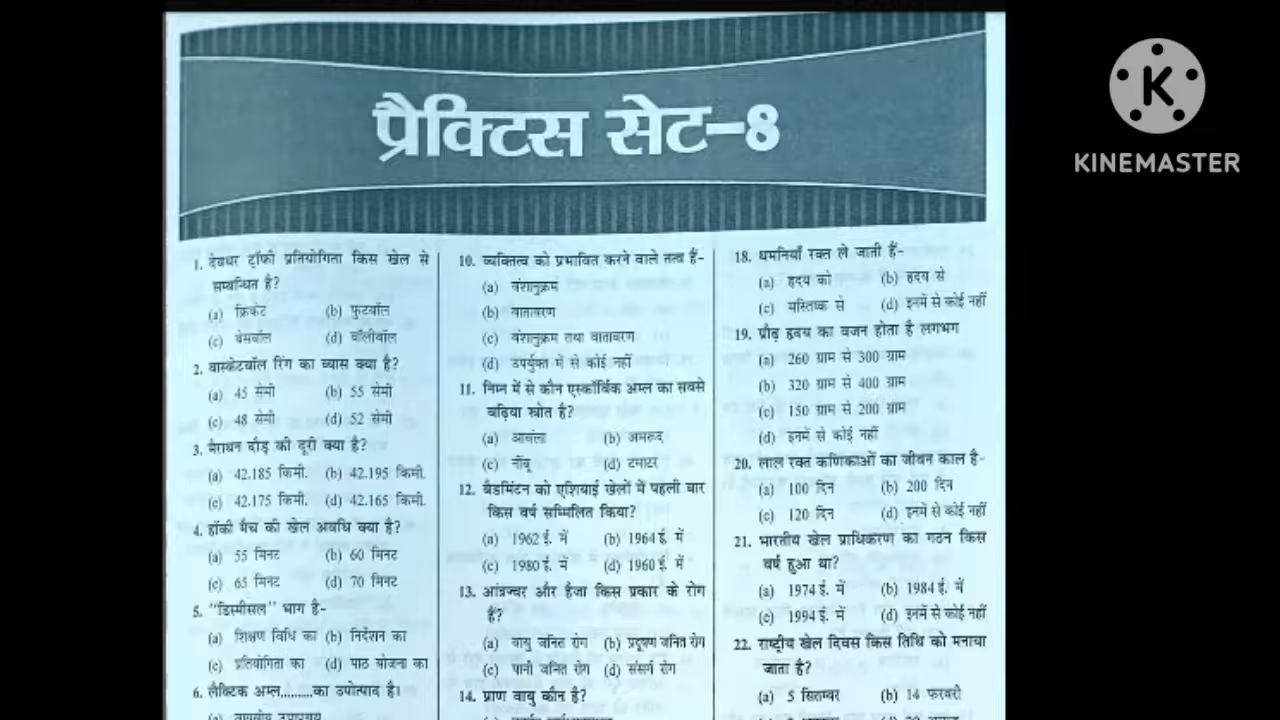 प्रैक्टिस सेट-8
K
KINEMASTER
1. देवधर ट्रॉफी प्रतियोगिता किस खेल से
सम्बन्धित है?
(a) क्रिकेट (b) फुटबॉल
(c) बेसबॉल (d) वॉलीबॉल
2. बास्केटबॉल रिंग का व्यास क्या है?
(a) 45 सेमी (b) 55 सेमी
(c) 48 सेमी (d) 52 सेमी
3. मैराथन दौड़ की दूरी क्या है?
(a) 42.185 किमी. (b) 42.195 किमी.
(c) 42.175 किमी. (d) 42.165 किमी.
4. हॉकी मैच की खेल अवधि क्या है?
(a) 55 मिनट (b) 60 मिनट
(c) 65 मिनट (d) 70 मिनट
5. "डिस्मीसल" भाग है-
(a) शिक्षण विधि का (b) निर्देशन का
(c) प्रतियोगिता का (d) पाठ योजना का
6. लैक्टिक अम्ल.........का उपोत्पाद है।
10. व्यक्तित्व को प्रभावित करने वाले तत्व हैं-
(a) वंशानुक्रम
(b) वातावरण
(c) वंशानुक्रम तथा वातावरण
(d) उपर्युक्त में से कोई नहीं
11. निम्न में से कौन एस्कॉर्बिक अम्ल का सबसे
बढ़िया स्रोत है?
(a) आवंला (b) अमरूद
(c) नींबू (d) टमाटर
12. बैडमिंटन को एशियाई खेलों में पहली बार
किस वर्ष सम्मिलित किया?
(a) 1962 ई. में (b) 1964 ई. में
(c) 1980 ई. में (d) 1960 ई. में
13. आंत्रज्वर और हैजा किस प्रकार के रोग
हैं?
(a) वायु जनित रोग (b) प्रदूषण जनित रोग
(c) पानी जनित रोग (d) संसर्ग रोग
14. प्राण वायु कौन है?
18. धमनियाँ रक्त ले जाती हैं-
(a) हृदय को (b) हृदय से
(c) मस्तिष्क से (d) इनमें से कोई नहीं
19. प्रौढ़ हृदय का वजन होता है लगभग
(a) 260 ग्राम से 300 ग्राम
(b) 320 ग्राम से 400 ग्राम
(c) 150 ग्राम से 200 ग्राम
(d) इनमें से कोई नहीं
20. लाल रक्त कणिकाओं का जीवन काल है-
(a) 100 दिन (b) 200 दिन
(c) 120 दिन (d) इनमें से कोई नहीं
21. भारतीय खेल प्राधिकरण का गठन किस
वर्ष हुआ था?
(a) 1974 ई. में (b) 1984 ई. में
(c) 1994 ई. में (d) इनमें से कोई नहीं
22. राष्ट्रीय खेल दिवस किस तिथि को मनाया
जाता है?
(a) 5 सितम्बर (b) 14 फरवरी